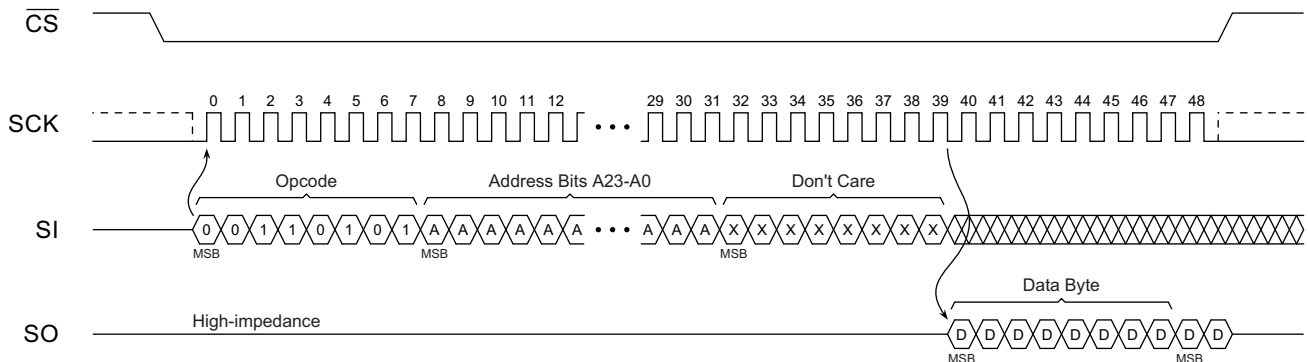 CS
0 1 2 3 4 5 6 7 8 9 10 11 12 29 30 31 32 33 34 35 36 37 38 39 40 41 42 43 44 45 46 47 48
SCK • • •
Opcode Address Bits A23-A0 Don't Care
SI 0 0 1 1 0 1 0 1 A A A A A A • • • A A A X X X X X X X X
MSB MSB MSB
Data Byte
High-impedance
SO D D D D D D D D D D
MSB MSB